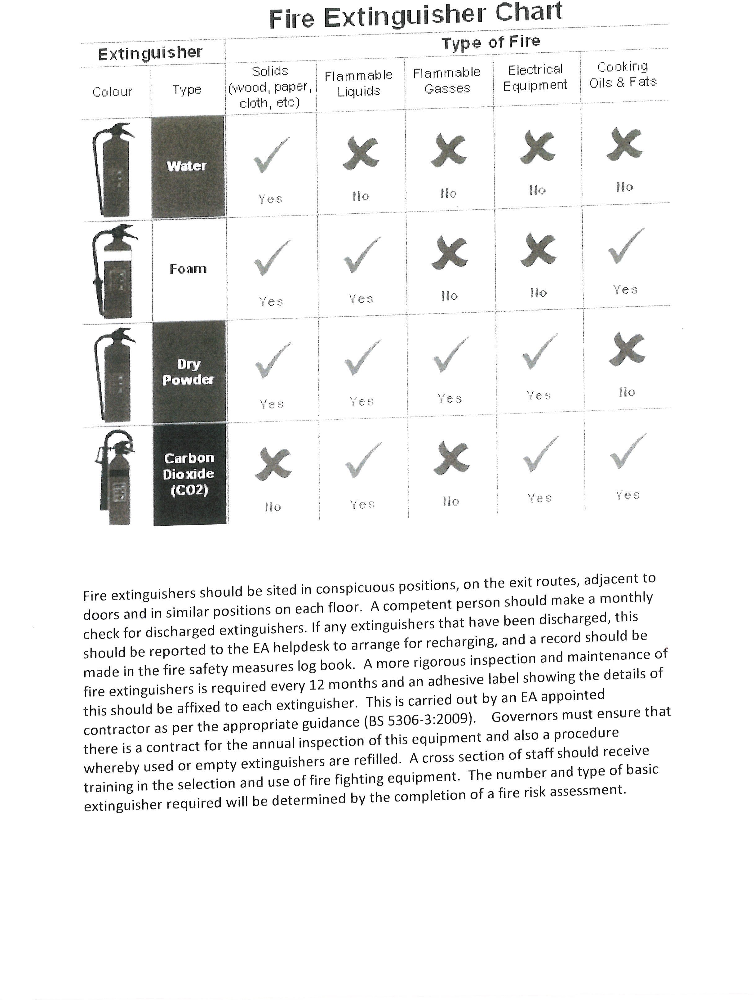 Fire Extinguisher Chart
Extinguisher
Type of Fire
Colour
Type
Solids
(wood, paper,
cloth, etc)
Flammable
Liquids
Flammable
Gasses
Electrical
Equipment
Cooking
Oils & Fats
Water
Yes
No
No
No
No
Foam
Yes
Yes
No
No
Yes
Dry
Powder
Yes
Yes
Yes
Yes
No
Carbon
Dioxide
(CO2)
No
Yes
No
Yes
Yes
Fire extinguishers should be sited in conspicuous positions, on the exit routes, adjacent to
doors and in similar positions on each floor.  A competent person should make a monthly
check for discharged extinguishers. If any extinguishers that have been discharged, this
should be reported to the EA helpdesk to arrange for recharging, and a record should be
made in the fire safety measures log book.  A more rigorous inspection and maintenance of
fire extinguishers is required every 12 months and an adhesive label showing the details of
this should be affixed to each extinguisher.  This is carried out by an EA appointed
contractor as per the appropriate guidance (BS 5306-3:2009).    Governors must ensure that
there is a contract for the annual inspection of this equipment and also a procedure
whereby used or empty extinguishers are refilled.  A cross section of staff should receive
training in the selection and use of fire fighting equipment.  The number and type of basic
extinguisher required will be determined by the completion of a fire risk assessment.